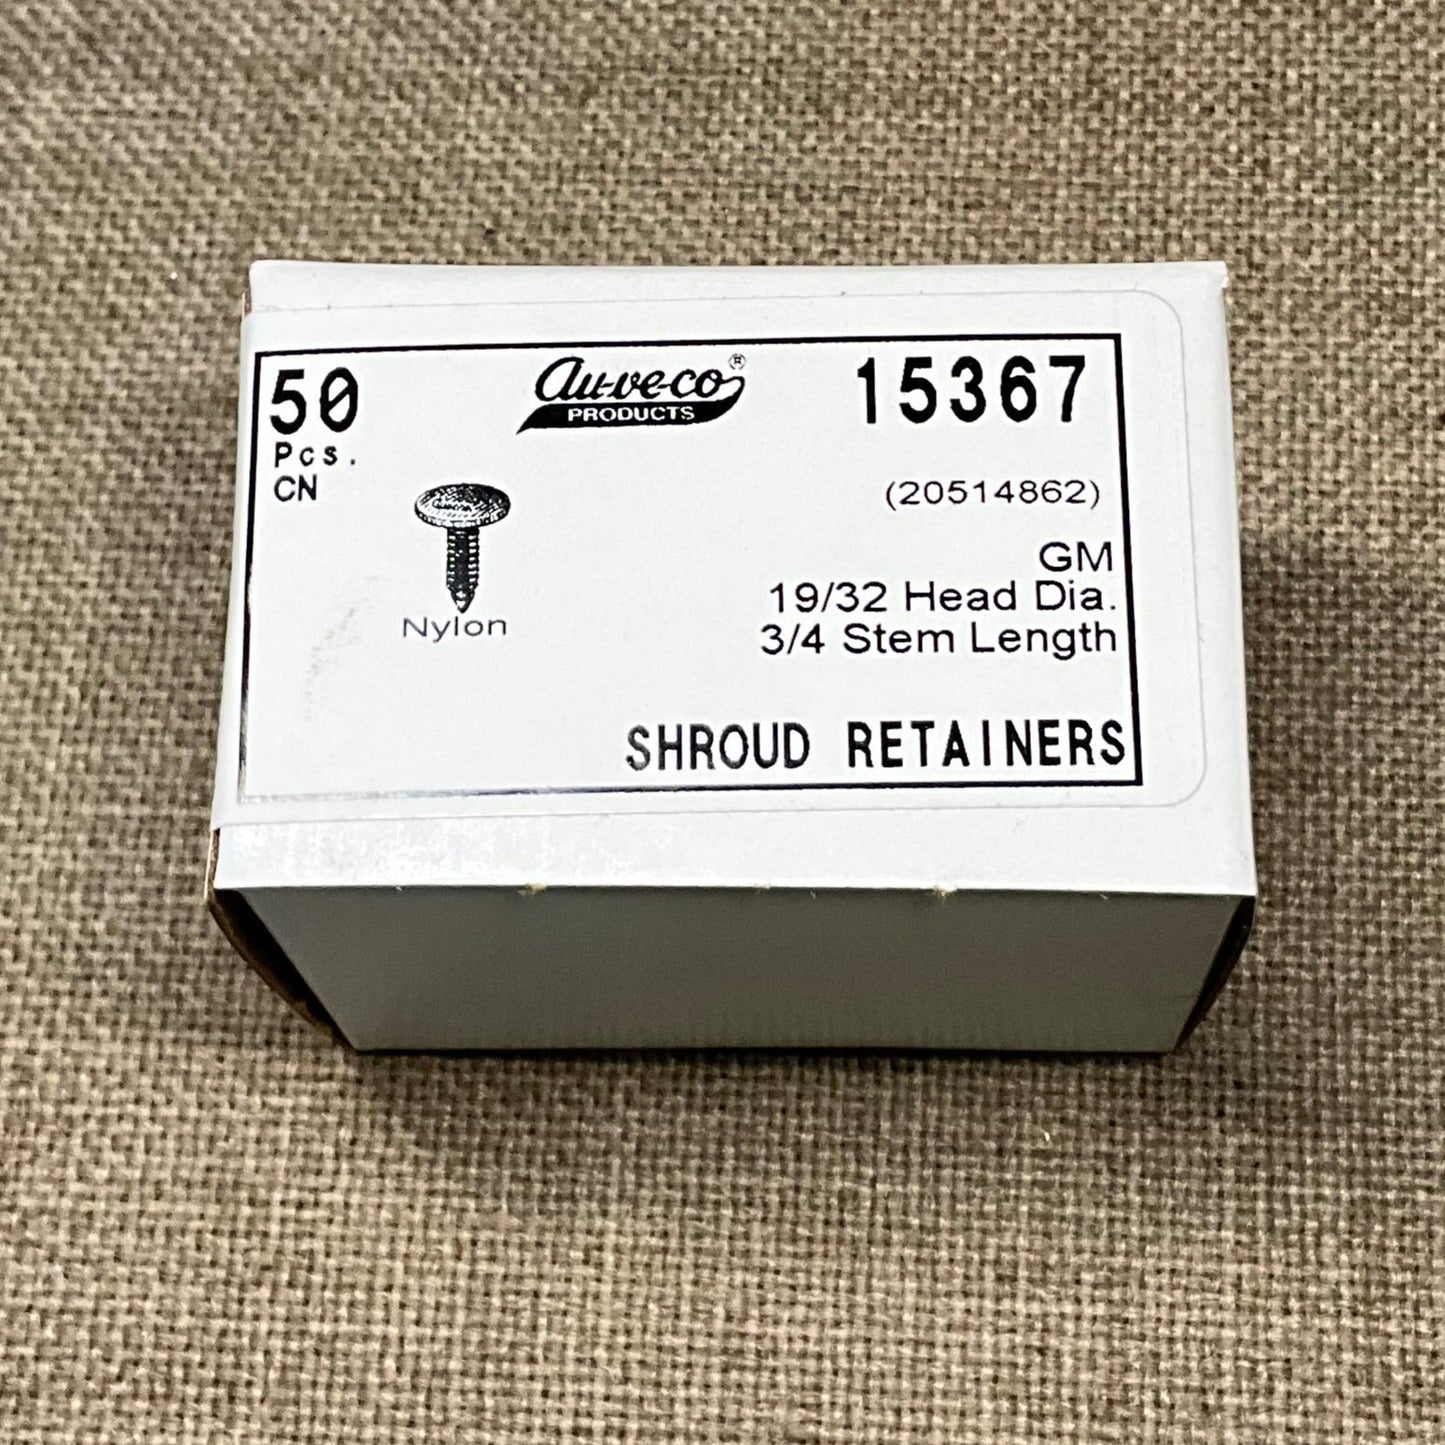 50
Pcs.
CN
au-ve-co®
PRODUCTS
15367
(20514862)
GM
19/32 Head Dia.
3/4 Stem Length
Nylon
SHROUD RETAINERS